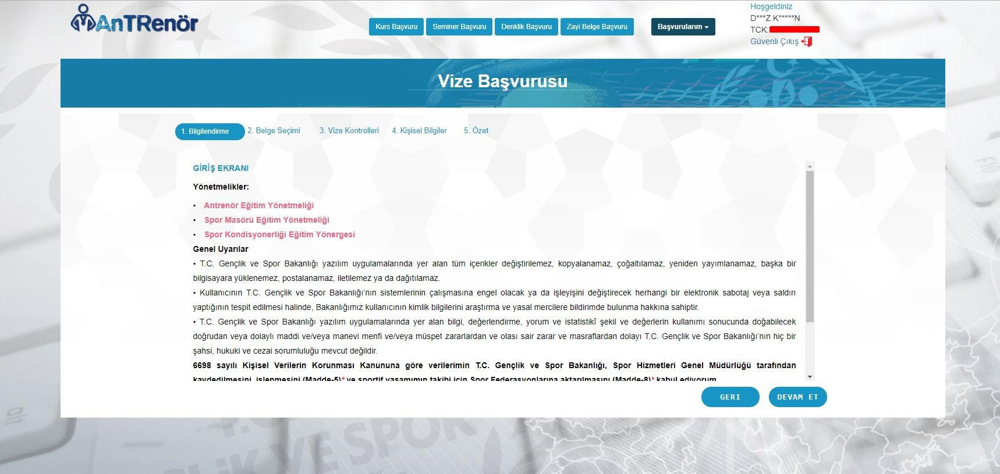 AnTRenör
Kurs Başvuru
Seminer Başvuru
Denklik Başvuru
Zayi Belge Başvuru
Başvurularım
Hoşgeldiniz
D***Z K*****N
TCK:
Güvenli Çıkış
Vize Başvurusu
1. Bilgilendirme
2. Belge Seçimi
3. Vize Kontrolleri
4. Kişisel Bilgiler
5. Özet
GİRİŞ EKRANI
Yönetmelikler:
• Antrenör Eğitim Yönetmeliği
• Spor Masörü Eğitim Yönetmeliği
• Spor Kondisyonerliği Eğitim Yönergesi
Genel Uyarılar
• T.C. Gençlik ve Spor Bakanlığı yazılım uygulamalarında yer alan tüm içerikler değiştirilemez, kopyalanamaz, çoğaltılamaz, yeniden yayımlanamaz, başka bir
bilgisayara yüklenemez, postalanamaz, iletilemez ya da dağıtılamaz.
• Kullanıcının T.C. Gençlik ve Spor Bakanlığı’nın sistemlerinin çalışmasına engel olacak ya da işleyişini değiştirecek herhangi bir elektronik sabotaj veya saldırı
yaptığının tespit edilmesi halinde, Bakanlığımız kullanıcının kimlik bilgilerini araştırma ve yasal mercilere bildirimde bulunma hakkına sahiptir.
• T.C. Gençlik ve Spor Bakanlığı yazılım uygulamalarında yer alan bilgi, değerlendirme, yorum ve istatistikî şekil ve değerlerin kullanımı sonucunda doğabilecek
doğrudan veya dolaylı maddi ve/veya manevi menfi ve/veya müspet zararlardan ve olası sair zarar ve masraflardan dolayı T.C. Gençlik ve Spor Bakanlığı’nın hiç bir
şahsi, hukuki ve cezai sorumluluğu mevcut değildir.
6698 sayılı Kişisel Verilerin Korunması Kanununa göre verilerimin T.C. Gençlik ve Spor Bakanlığı, Spor Hizmetleri Genel Müdürlüğü tarafından
kaydedilmesini, işlenmesini (Madde-5)* ve sportif yaşamımın takibi için Spor Federasyonlarına aktarılmasını (Madde-8)* kabul ediyorum.
GERI
DEVAM ET